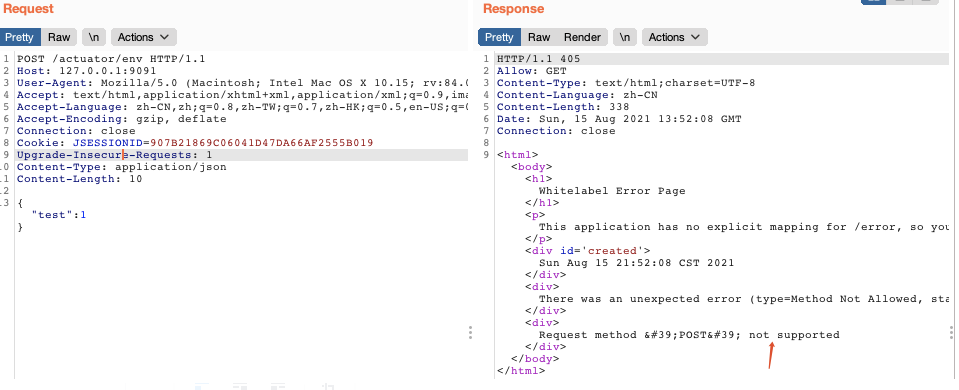 Request
Pretty Raw \n Actions
1 POST /actuator/env HTTP/1.1
2 Host: 127.0.0.1:9091
3 User-Agent: Mozilla/5.0 (Macintosh; Intel Mac OS X 10.15; rv:84.
4 Accept: text/html,application/xhtml+xml,application/xml;q=0.9,
5 Accept-Language: zh-CN,zh;q=0.8,zh-TW;q=0.7,zh-HK;q=0.5,en-US;
6 Accept-Encoding: gzip, deflate
7 Connection: close
8 Cookie: JSESSIONID=907B21869C06041D47DA66AF2555B019
9 Upgrade-Insecure-Requests: 1
10 Content-Type: application/json
11 Content-Length: 10
12
13 {
"test":1
}
Response
Pretty Raw Render \n Actions
1 HTTP/1.1 405
2 Allow: GET
3 Content-Type: text/html;charset=UTF-8
4 Content-Language: zh-CN
5 Content-Length: 338
6 Date: Sun, 15 Aug 2021 13:52:08 GMT
7 Connection: close
8
9 <html>
<body>
<h1>
Whitelabel Error Page
</h1>
<p>
This application has no explicit mapping for /error, so you
</p>
<div id='created'>
Sun Aug 15 21:52:08 CST 2021
</div>
<div>
There was an unexpected error (type=Method Not Allowed, sta
</div>
<div>
Request method &#39;POST&#39; not supported
</div>
</body>
</html>